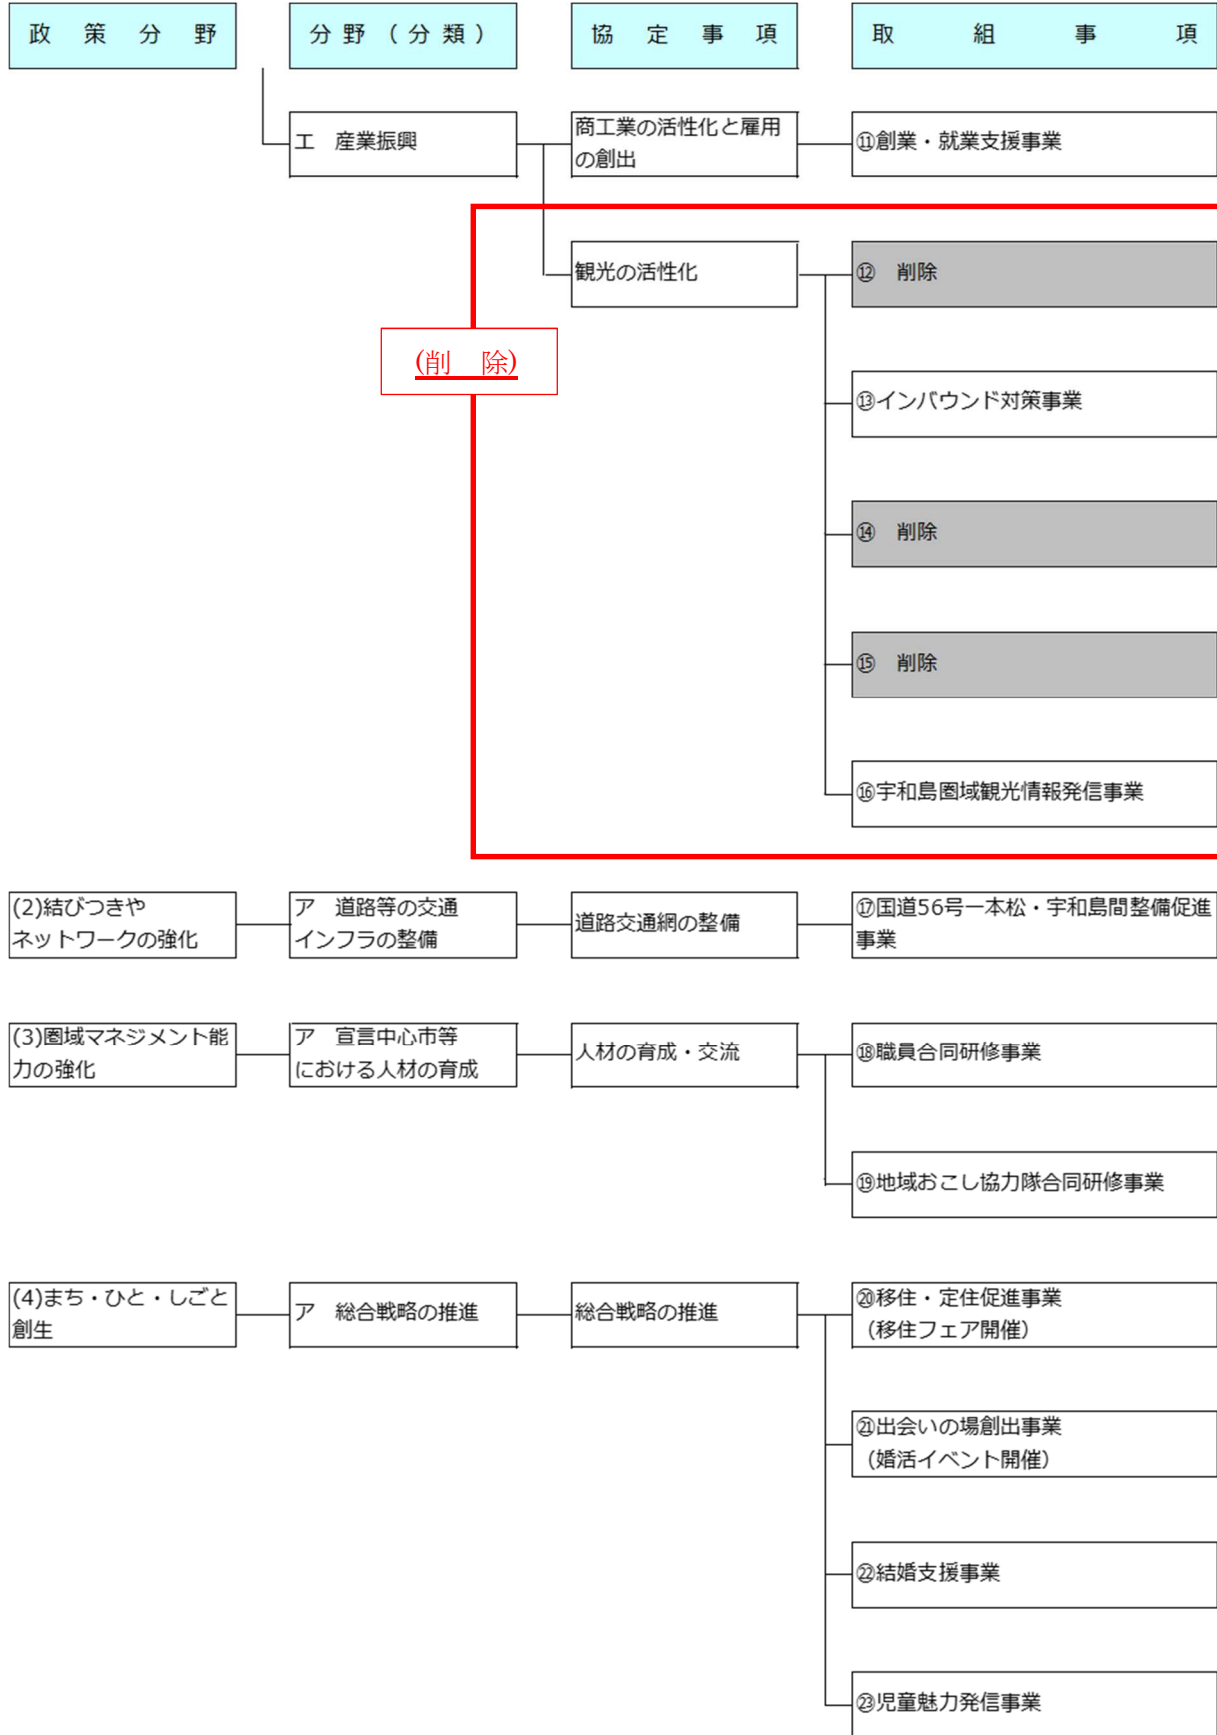 政策分野
分野（分類）
協定事項
取組事項
エ　産業振興
商工業の活性化と雇用
の創出
⑪創業・就業支援事業
観光の活性化
⑫　削除
(削　除)
⑬インバウンド対策事業
⑭　削除
⑮　削除
⑯宇和島圏域観光情報発信事業
(2)結びつきや
ネットワークの強化
ア　道路等の交通
インフラの整備
道路交通網の整備
⑰国道56号一本松・宇和島間整備促進
事業
(3)圏域マネジメント能
力の強化
ア　宣言中心市等
における人材の育成
人材の育成・交流
⑱職員合同研修事業
⑲地域おこし協力隊合同研修事業
(4)まち・ひと・しごと
創生
ア　総合戦略の推進
総合戦略の推進
⑳移住・定住促進事業
（移住フェア開催）
㉑出会いの場創出事業
（婚活イベント開催）
㉒結婚支援事業
㉓児童魅力発信事業